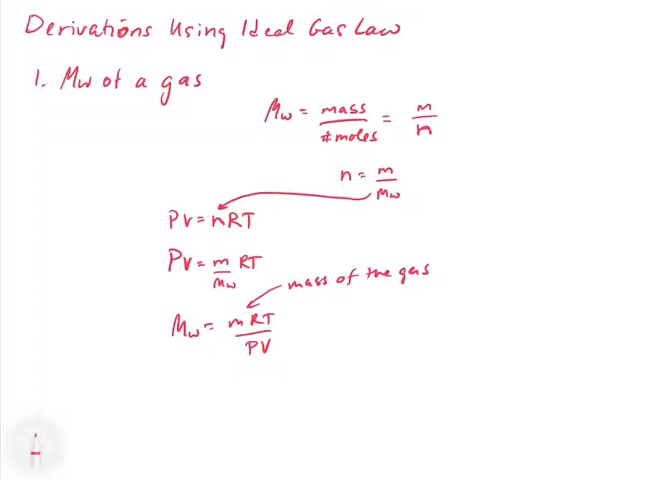 Derivations Using Ideal Gas Law
1. Mw of a gas
Mw = mass / # moles = m / n
n = m / Mw
PV = nRT
PV = m / Mw RT
mass of the gas
Mw = mRT / PV